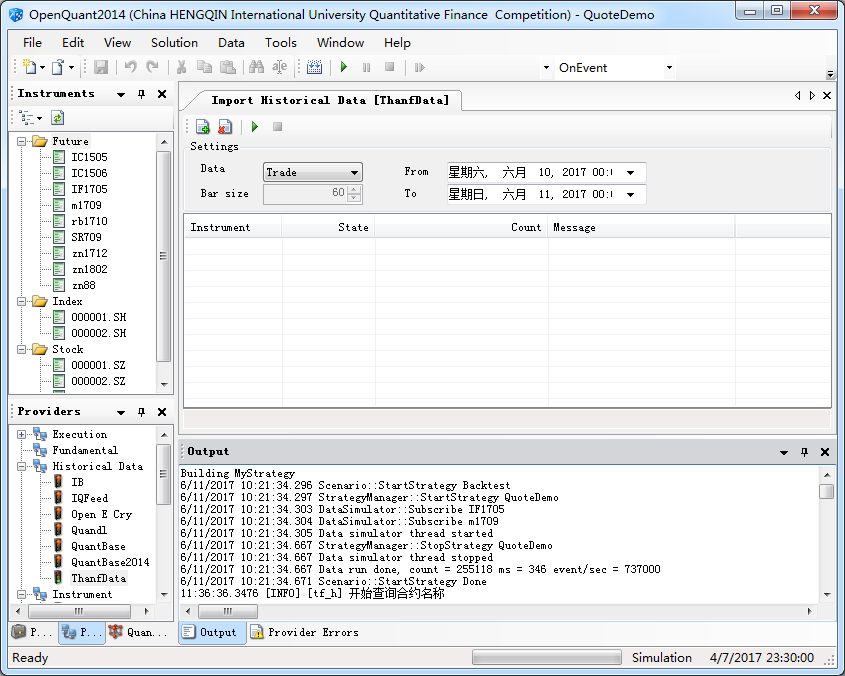 OpenQuant2014 (China HENGQIN International University Quantitative Finance Competition) - QuoteDemo
File Edit View Solution Data Tools Window Help
OnEvent
Instruments
Future
IC1505
IC1506
IF1705
m1709
rb1710
SR709
zn1712
zn1802
zn88
Index
000001.SH
000002.SH
Stock
000001.SZ
000002.SZ
Providers
Execution
Fundamental
Historical Data
IB
IQFeed
Open E Cry
Quandl
QuantBase
QuantBase2014
ThanfData
Instrument
P... P... Quan...
Import Historical Data [ThanfData]
Settings
Data Trade From 星期六, 六月 10, 2017 00:
Bar size 60 To 星期日, 六月 11, 2017 00:
Instrument State Count Message
Output
Building MyStrategy
6/11/2017 10:21:34.296 Scenario::StartStrategy Backtest
6/11/2017 10:21:34.297 StrategyManager::StartStrategy QuoteDemo
6/11/2017 10:21:34.303 DataSimulator::Subscribe IF1705
6/11/2017 10:21:34.304 DataSimulator::Subscribe m1709
6/11/2017 10:21:34.305 Data simulator thread started
6/11/2017 10:21:34.667 StrategyManager::StopStrategy QuoteDemo
6/11/2017 10:21:34.667 Data simulator thread stopped
6/11/2017 10:21:34.667 Data run done, count = 255118 ms = 346 event/sec = 737000
6/11/2017 10:21:34.671 Scenario::StartStrategy Done
11:36:36.3476 [INFO] [tf_h] 开始查询合约名称
Output Provider Errors
Ready Simulation 4/7/2017 23:30:00